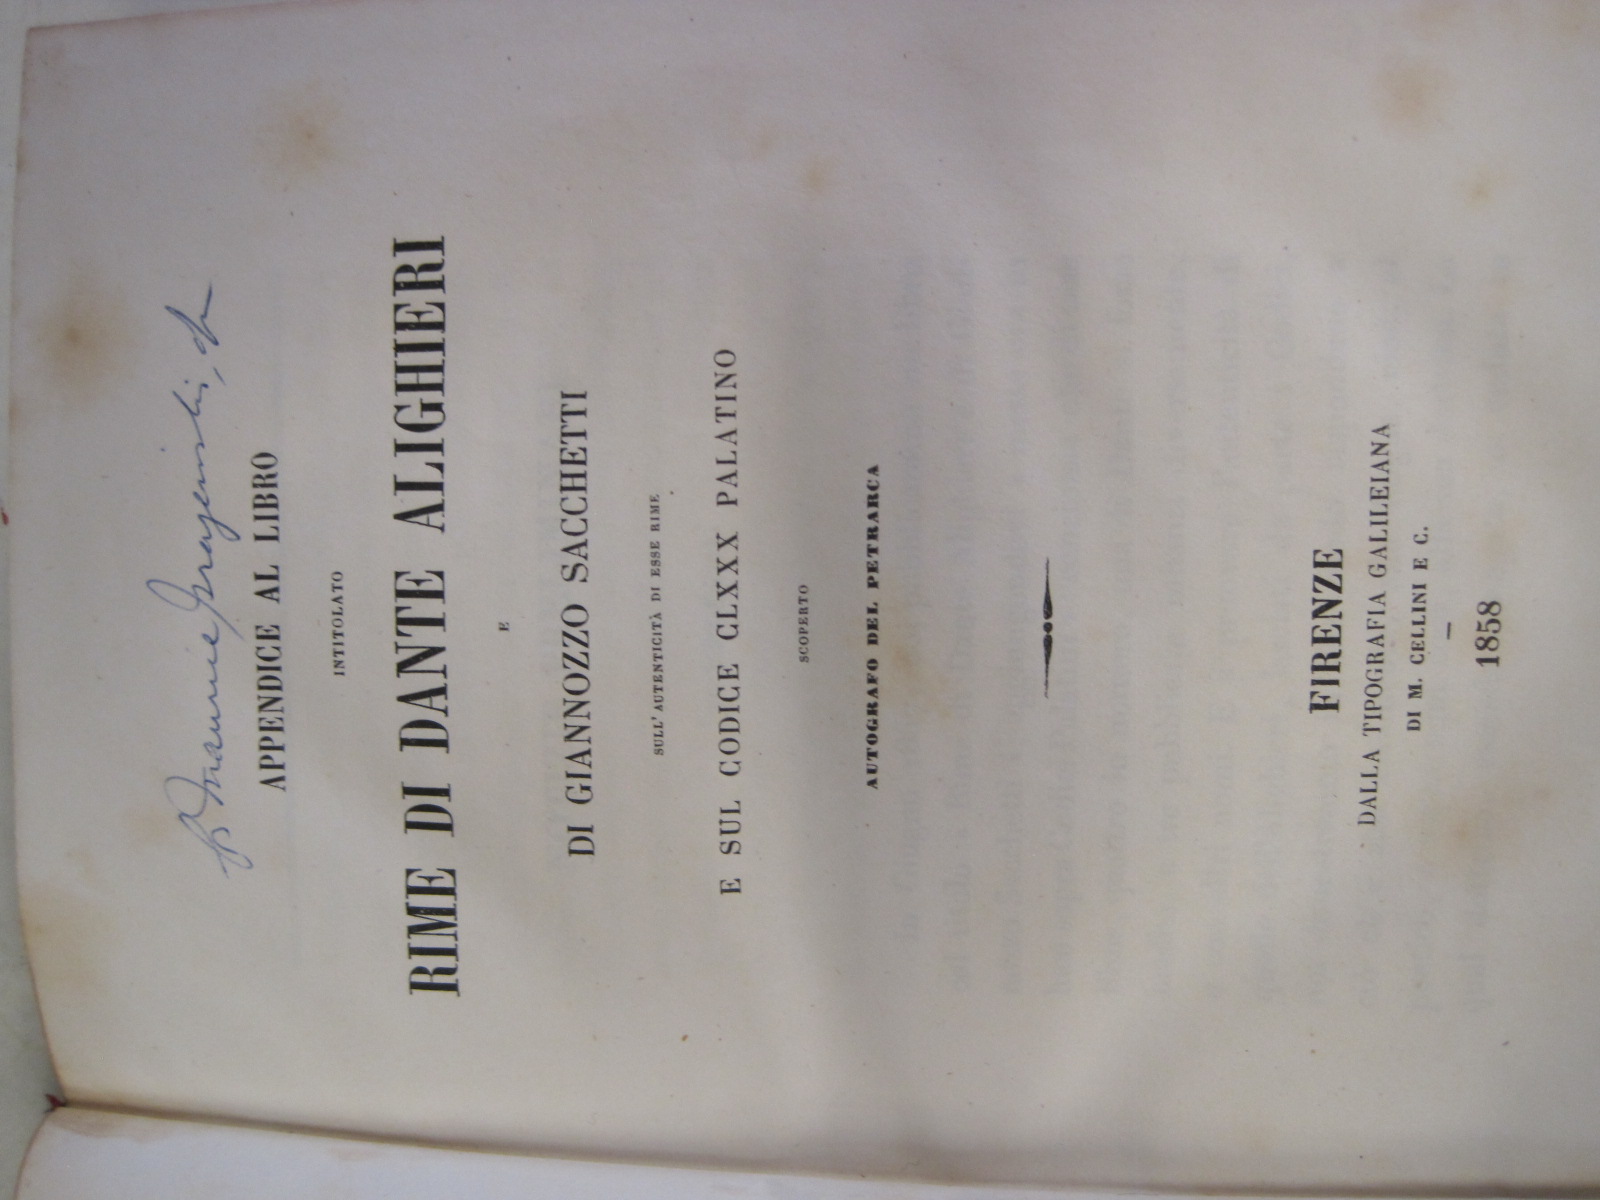 APPENDICE AL LIBRO
INTITOLATO
RIME DI DANTE ALIGHIERI
E
DI GIANNOZZO SACCHETTI
SULL'AUTENTICITÀ DI ESSE RIME
E SUL CODICE CLXXX PALATINO
SCOPERTO
AUTOGRAFO DEL PETRARCA
FIRENZE
DALLA TIPOGRAFIA GALILEIANA
DI M. CELLINI E C.
1858